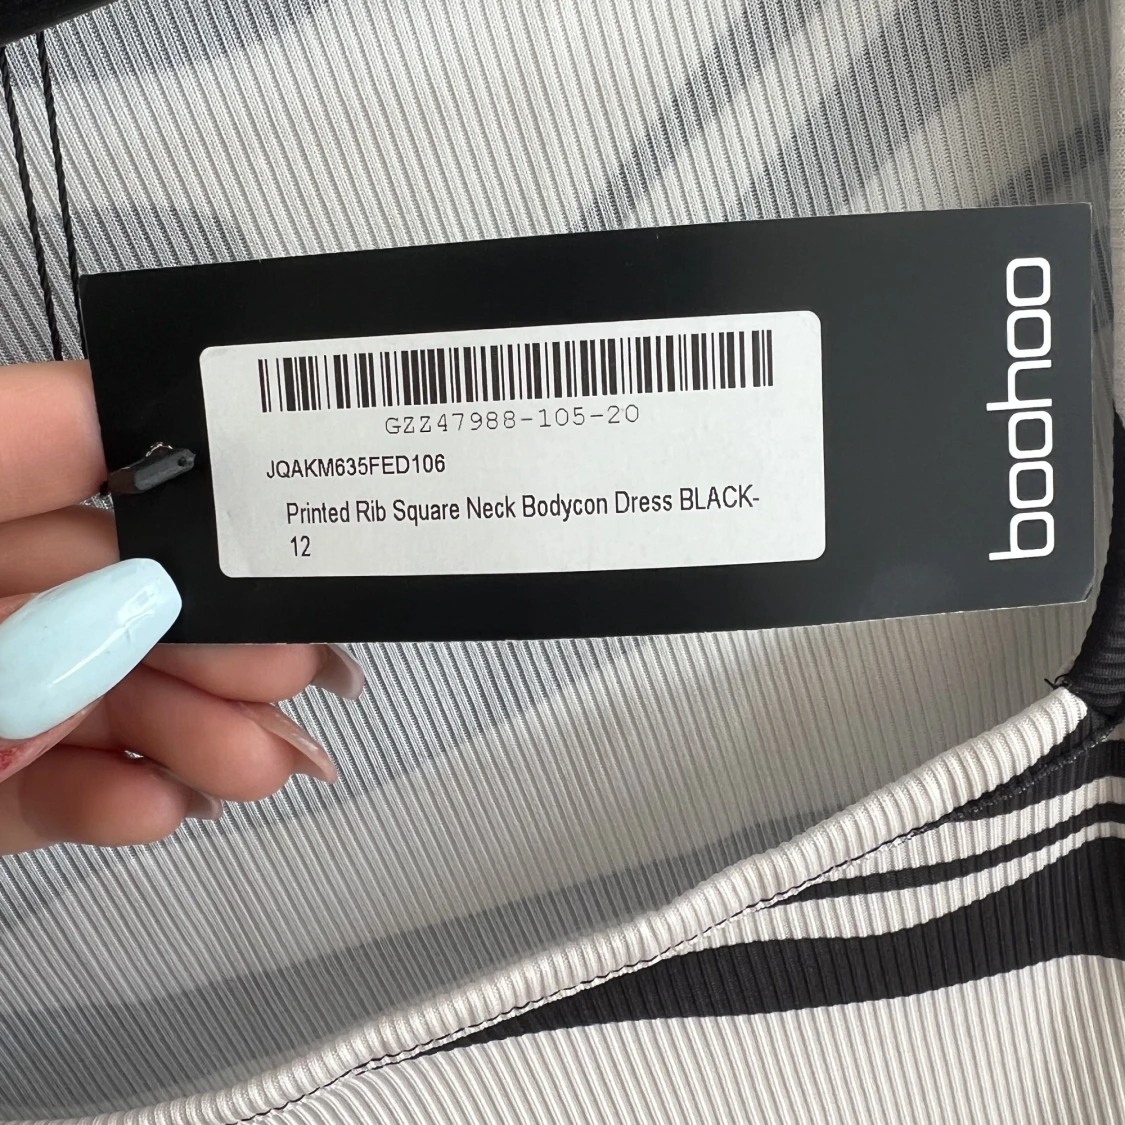 GZZ47988-105-20
JQAKM635FED106
Printed Rib Square Neck Bodycon Dress BLACK-
12
boohoo